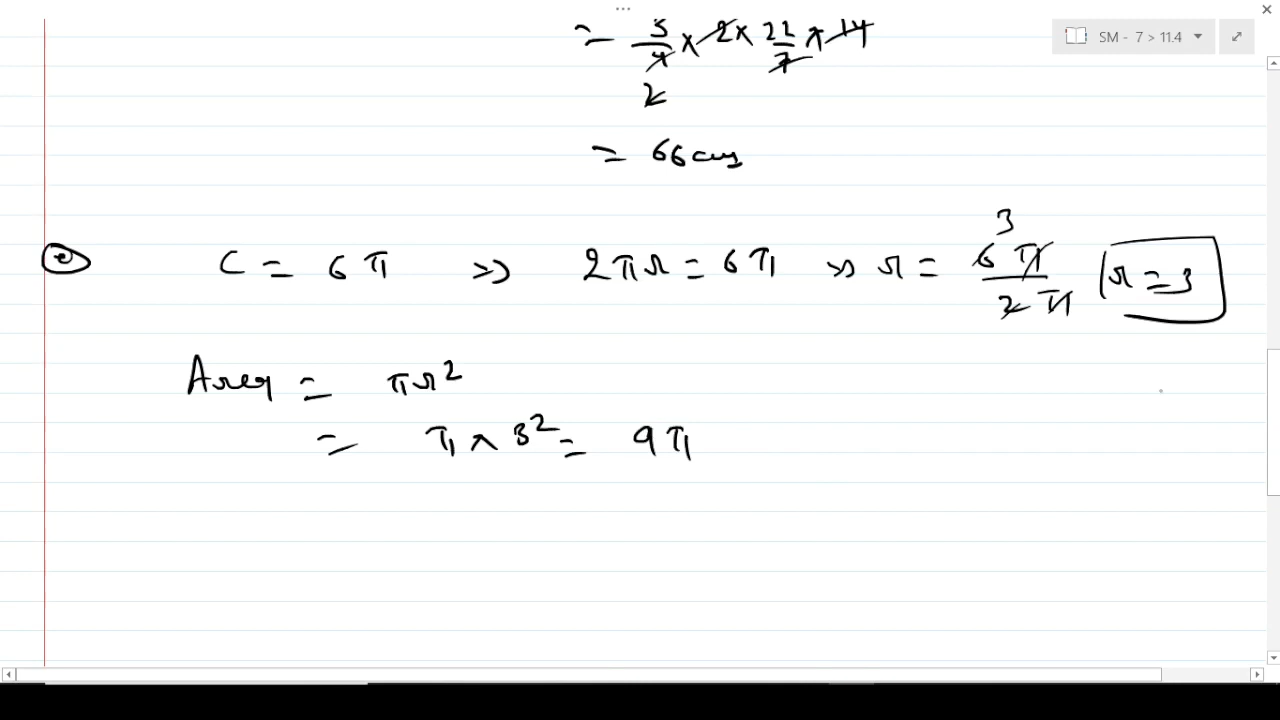 SM - 7 > 11.4
= 3/4 × 2 × 22/7 × 14
2
= 66 cm
3
(e) C = 6π ⇒ 2πr = 6π ⇒ r = 6π/2π r = 3
Area = πr²
= π × 3² = 9π